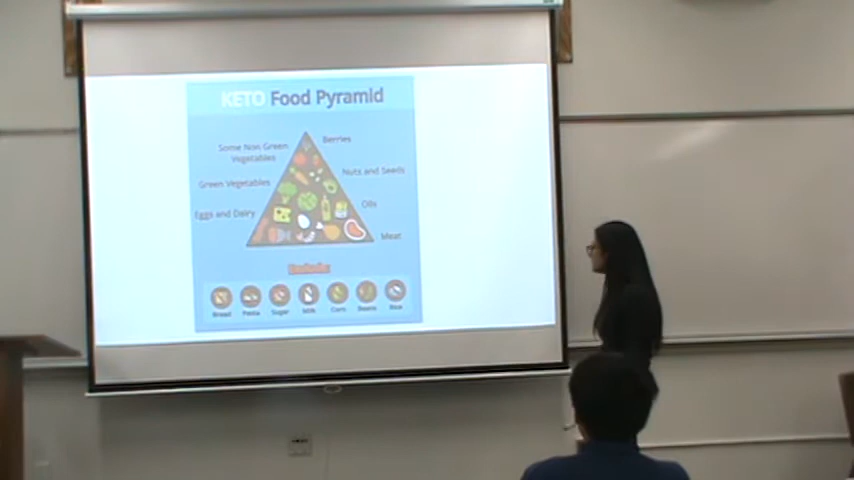 KETO Food Pyramid
Some Non Green
Vegetables
Berries
Nuts and Seeds
Green Vegetables
Oils
Eggs and Dairy
Meat
Bread Pasta Sugar Milk Corn Beans Rice